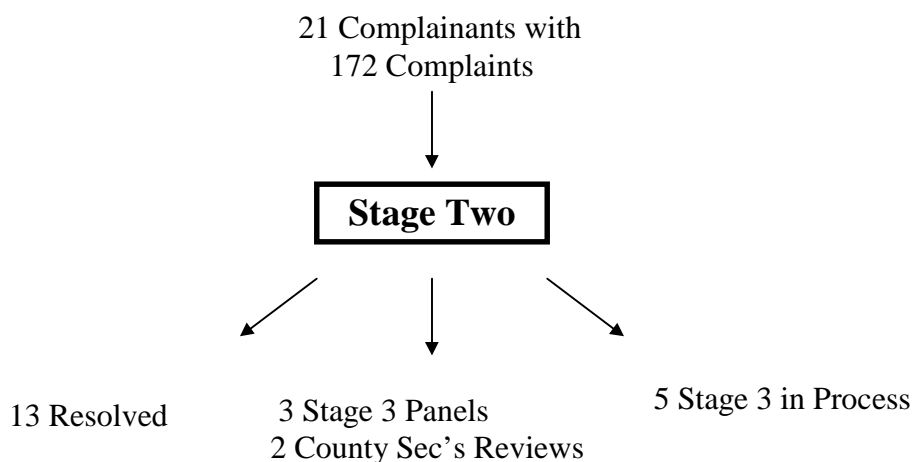 21 Complainants with
172 Complaints
Stage Two
13 Resolved
3 Stage 3 Panels
2 County Sec's Reviews
5 Stage 3 in Process